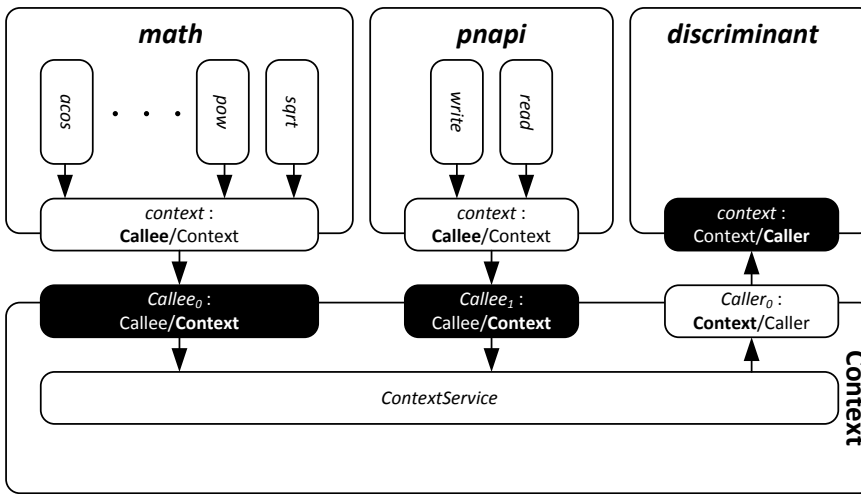 math
pnapi
discriminant
acos
. . .
pow
sqrt
write
read
context :
Callee/Context
context :
Callee/Context
context :
Context/Caller
Callee₀ :
Callee/Context
Callee₁ :
Callee/Context
Caller₀ :
Context/Caller
ContextService
Context